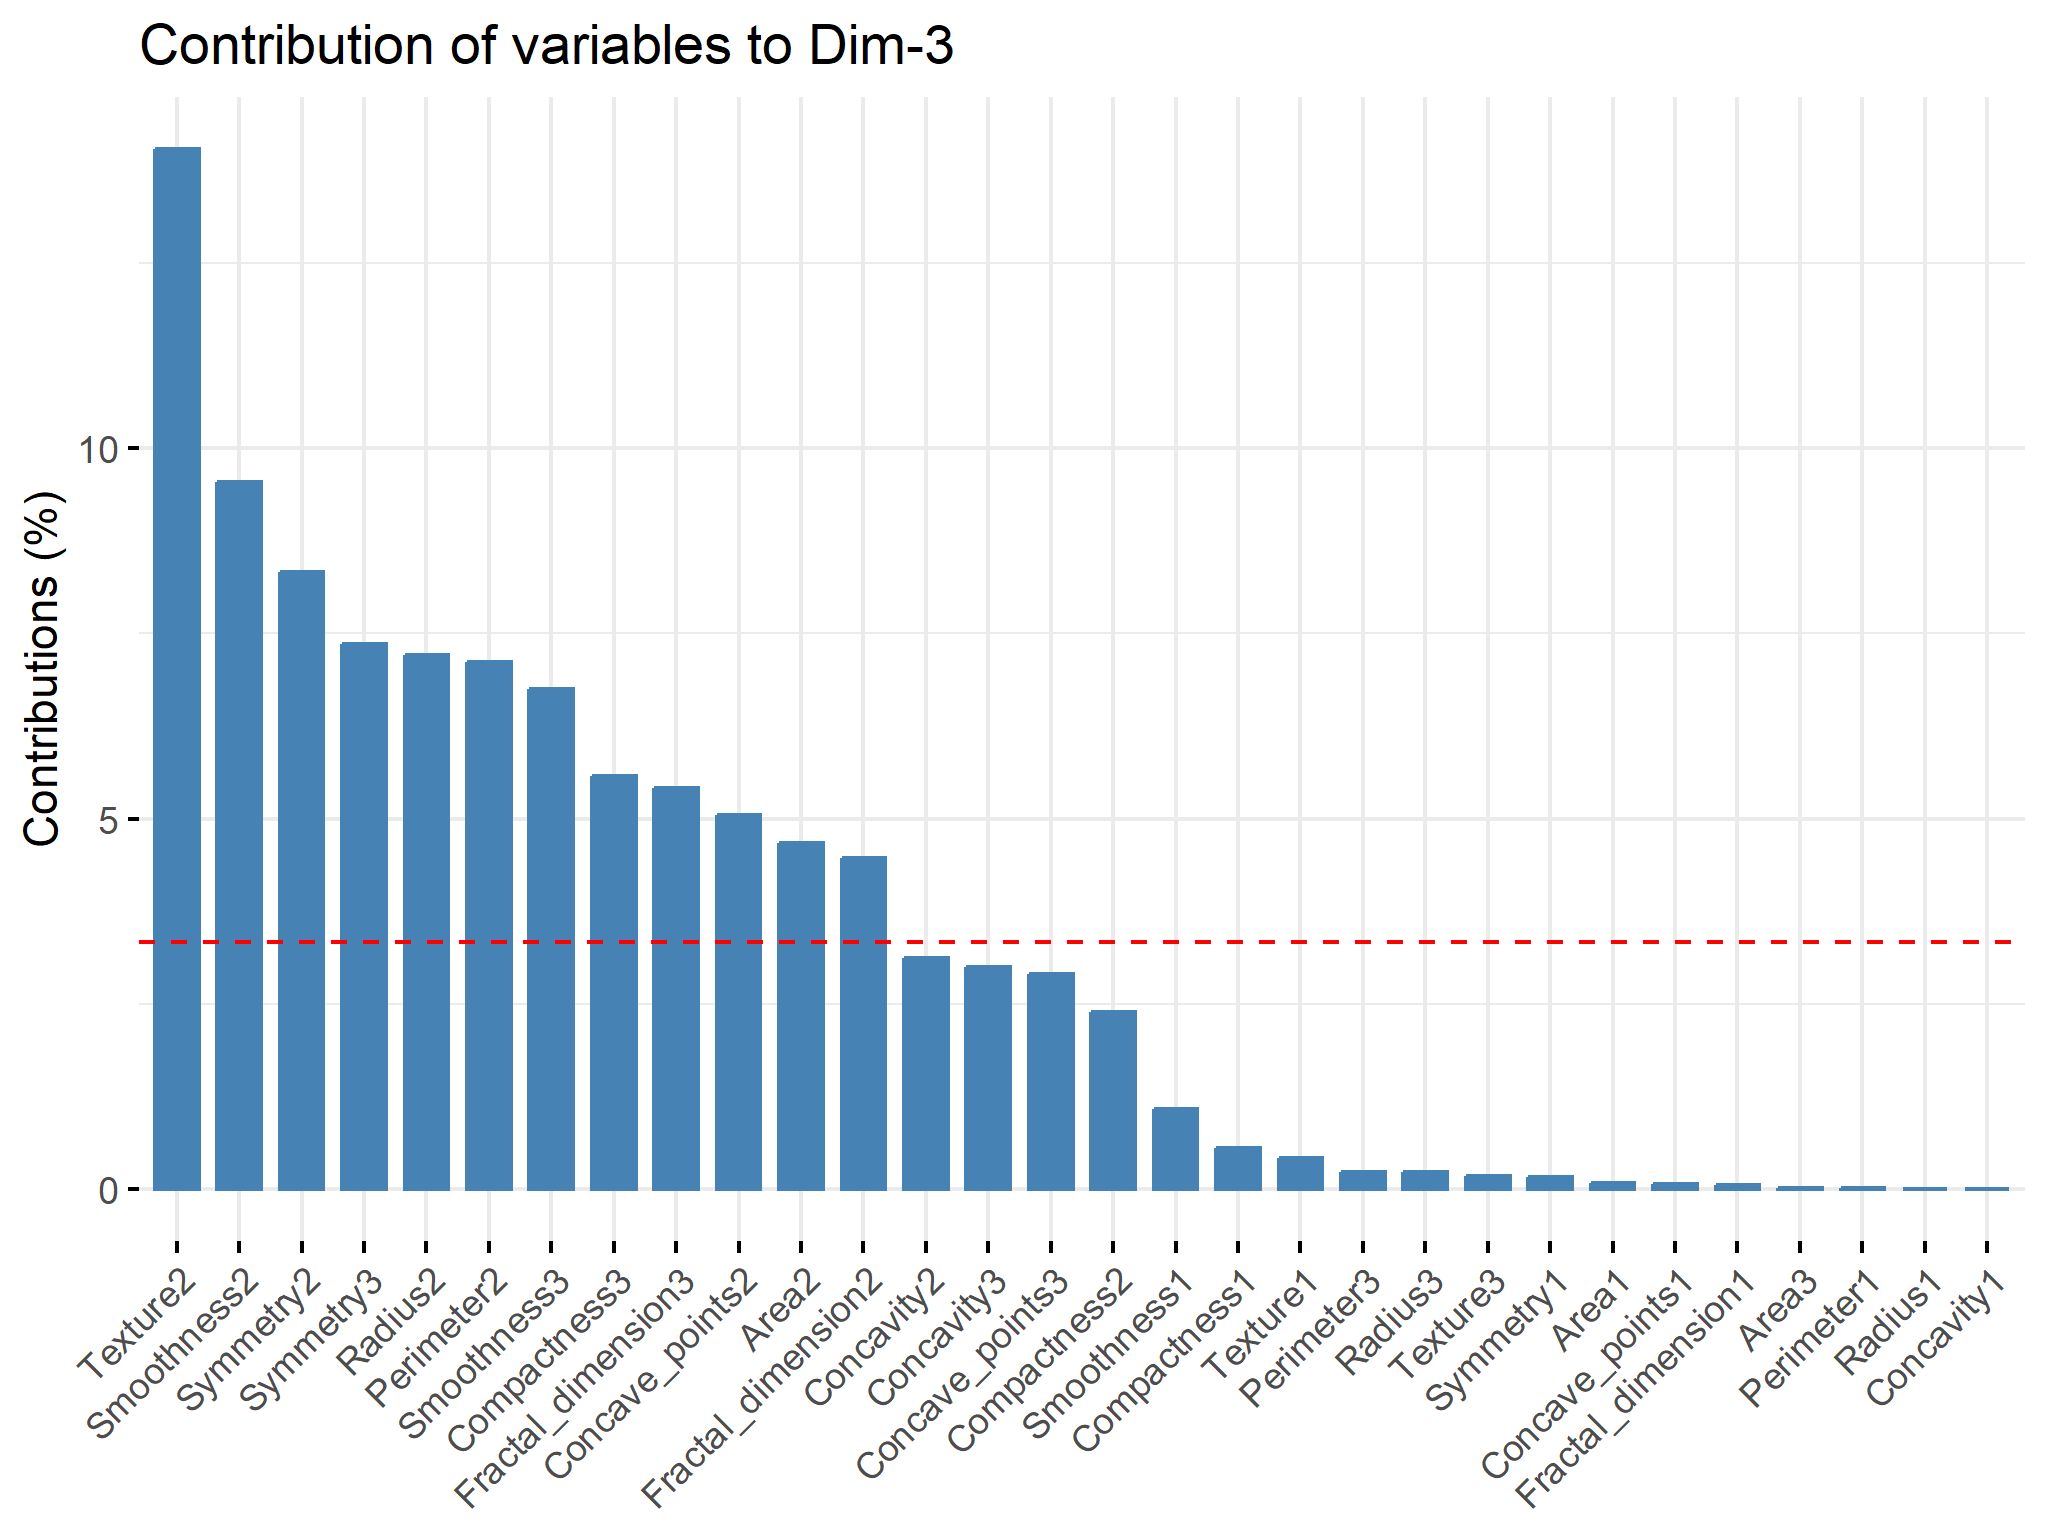 Contribution of variables to Dim-3
Contributions (%)
10
5
0
Texture2
Smoothness2
Symmetry2
Symmetry3
Radius2
Perimeter2
Smoothness3
Compactness3
Fractal_dimension3
Concave_points2
Area2
Fractal_dimension2
Concavity2
Concavity3
Concave_points3
Compactness2
Smoothness1
Compactness1
Texture1
Perimeter3
Radius3
Texture3
Symmetry1
Area1
Concave_points1
Fractal_dimension1
Area3
Perimeter1
Radius1
Concavity1